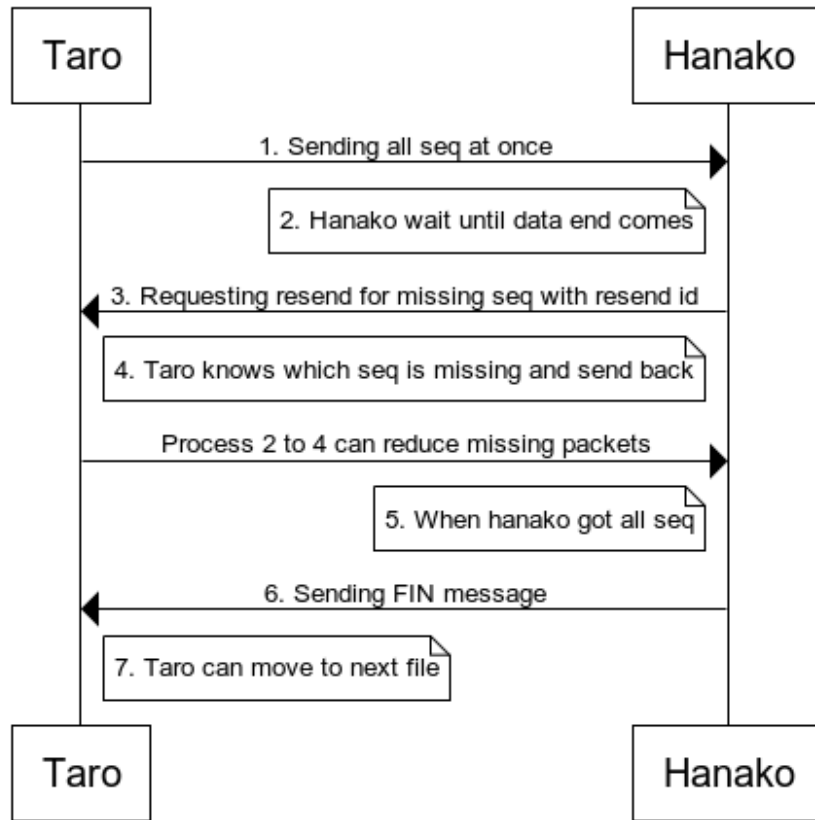 Taro
Hanako
1. Sending all seq at once
2. Hanako wait until data end comes
3. Requesting resend for missing seq with resend id
4. Taro knows which seq is missing and send back
Process 2 to 4 can reduce missing packets
5. When hanako got all seq
6. Sending FIN message
7. Taro can move to next file
Taro
Hanako